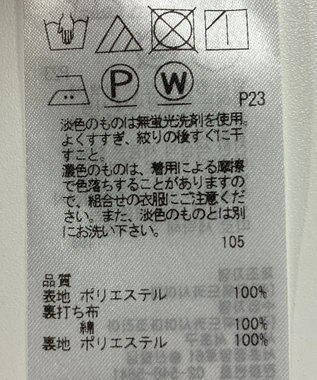 P W P23
淡色のものは無蛍光洗剤を使用。
よくすすぎ、絞りの後すぐに干
すこと。
濃色のものは、着用による摩擦
で色落ちすることがありますの
で、組合せの衣服にご注意くださ
い。また、淡色のものとは別
にお洗い下さい。
105
品質
表地 ポリエステル 100%
裏打ち布
綿 100%
裏地 ポリエステル 100%